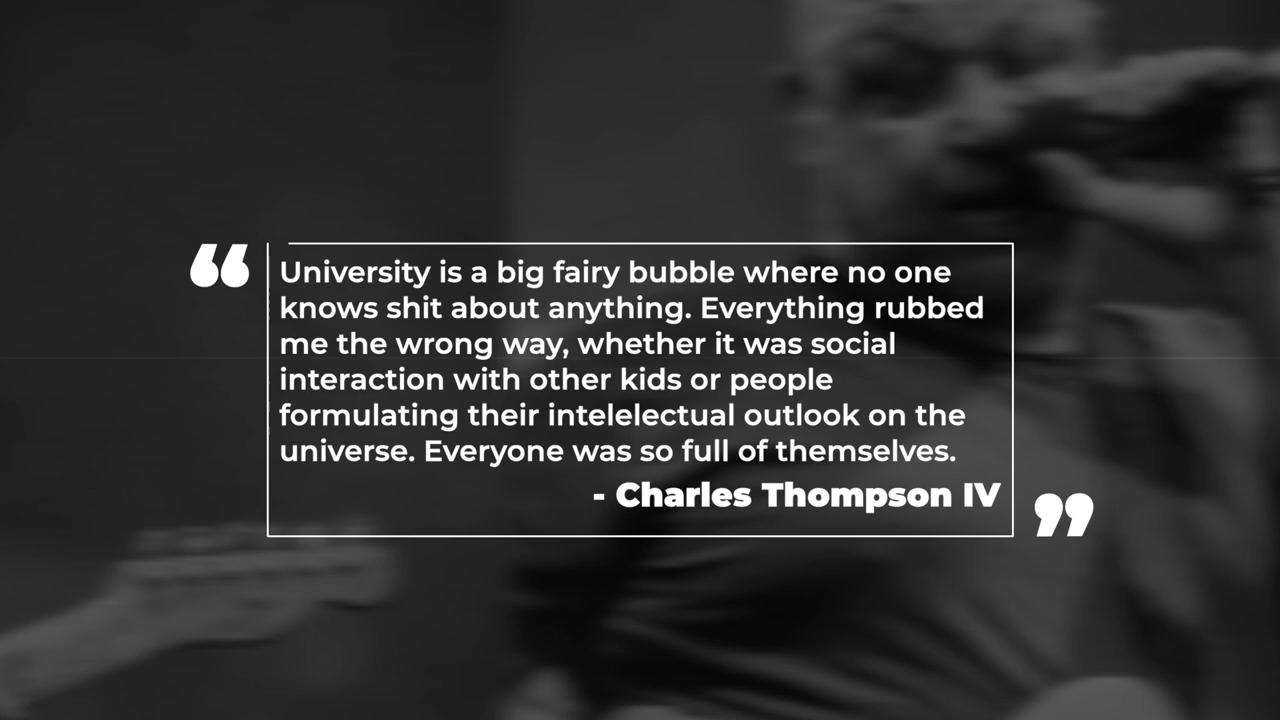 “
University is a big fairy bubble where no one
knows shit about anything. Everything rubbed
me the wrong way, whether it was social
interaction with other kids or people
formulating their intelelectual outlook on the
universe. Everyone was so full of themselves.
- Charles Thompson IV
”